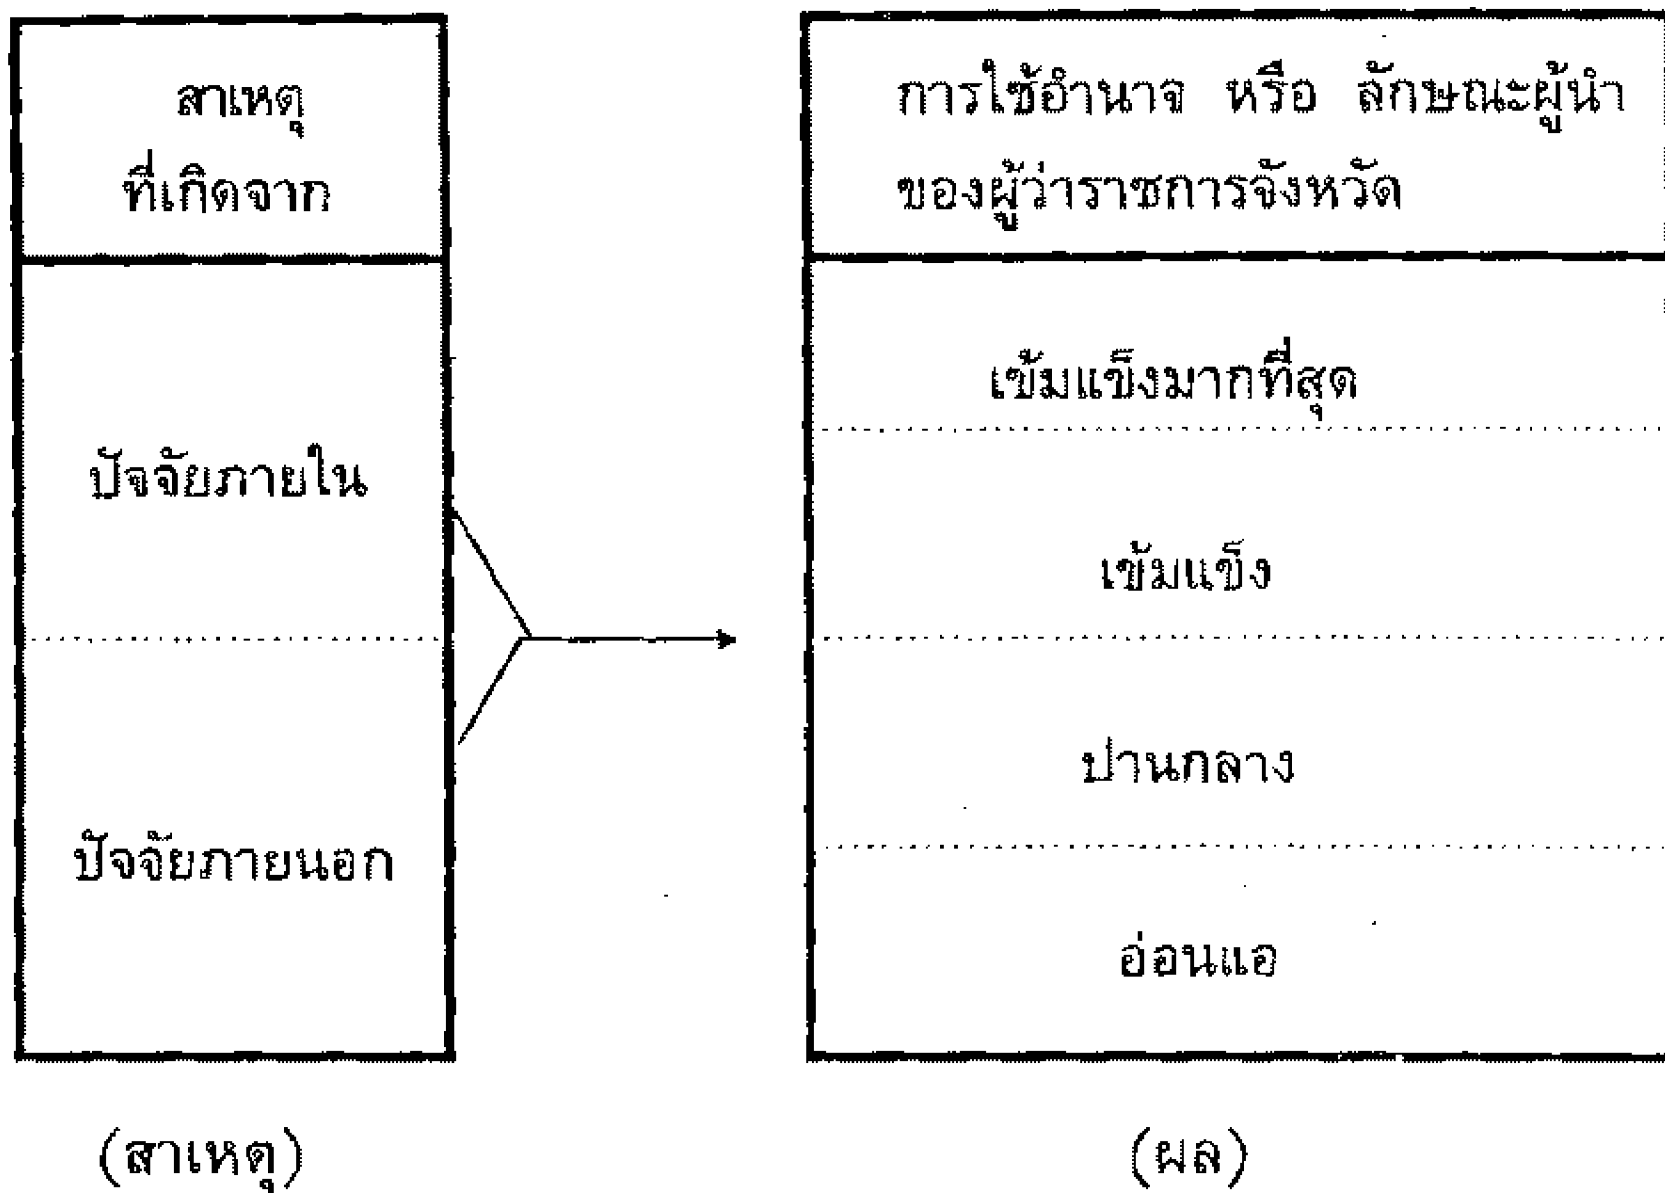 สาเหตุ
ที่เกิดจาก
ปัจจัยภายใน
ปัจจัยภายนอก
(สาเหตุ)
การใช้อำนาจ หรือ ลักษณะผู้นำ
ของผู้ว่าราชการจังหวัด
เข้มแข็งมากที่สุด
เข้มแข็ง
ปานกลาง
อ่อนแอ
(ผล)